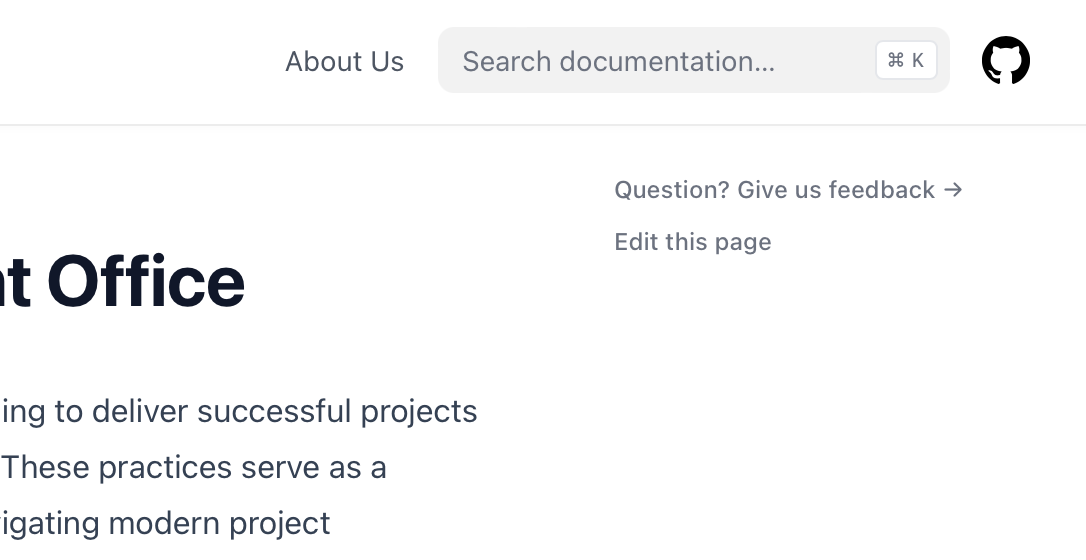 About Us
Search documentation...
⌘ K
Question? Give us feedback →
Edit this page
t Office
ing to deliver successful projects
These practices serve as a
igating modern project